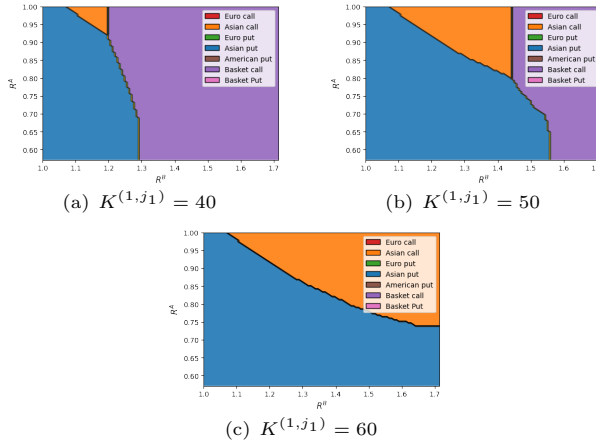 1.00
0.95
0.90
0.85
0.80
0.75
0.70
0.65
0.60
R^A
Euro call
Asian call
Euro put
Asian put
American put
Basket call
Basket Put
1.0 1.1 1.2 1.3 1.4 1.5 1.6 1.7
R^B
(a) K^(1,j₁) = 40
1.00
0.95
0.90
0.85
0.80
0.75
0.70
0.65
0.60
R^A
Euro call
Asian call
Euro put
Asian put
American put
Basket call
Basket Put
1.0 1.1 1.2 1.3 1.4 1.5 1.6 1.7
R^B
(b) K^(1,j₁) = 50
1.00
0.95
0.90
0.85
0.80
0.75
0.70
0.65
0.60
R^A
Euro call
Asian call
Euro put
Asian put
American put
Basket call
Basket Put
1.0 1.1 1.2 1.3 1.4 1.5 1.6 1.7
R^B
(c) K^(1,j₁) = 60